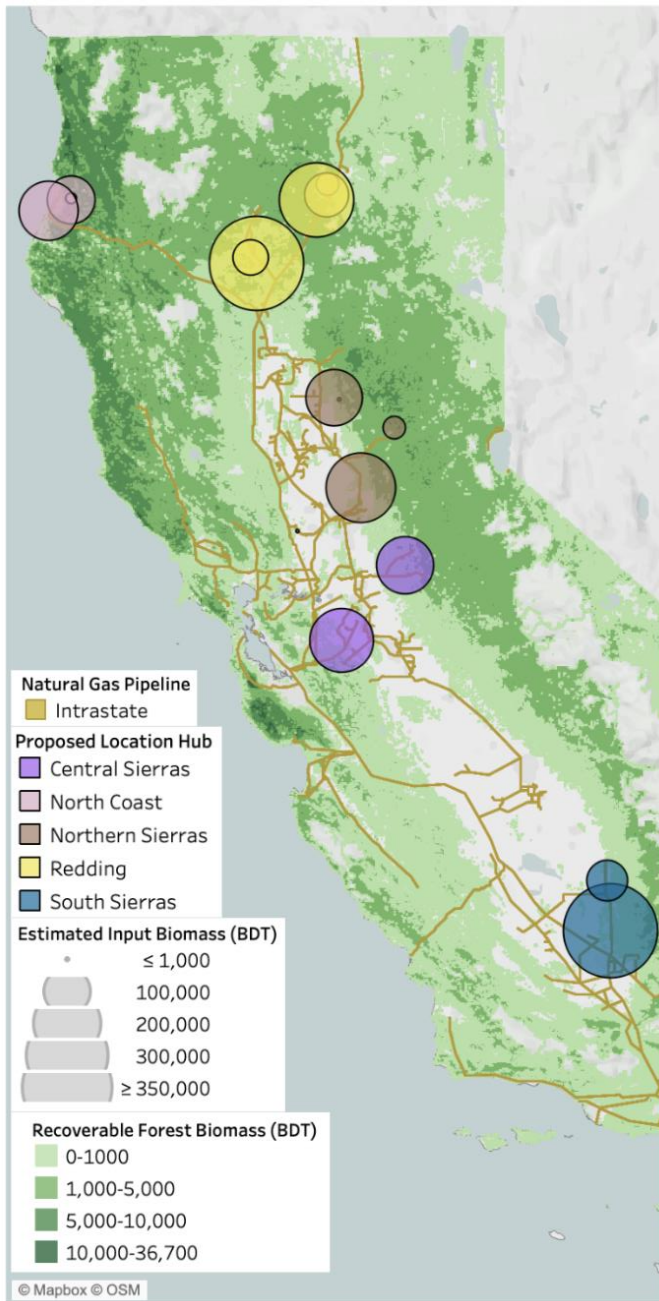 Natural Gas Pipeline
Intrastate
Proposed Location Hub
Central Sierras
North Coast
Northern Sierras
Redding
South Sierras
Estimated Input Biomass (BDT)
≤ 1,000
100,000
200,000
300,000
≥ 350,000
Recoverable Forest Biomass (BDT)
0-1000
1,000-5,000
5,000-10,000
10,000-36,700
© Mapbox © OSM